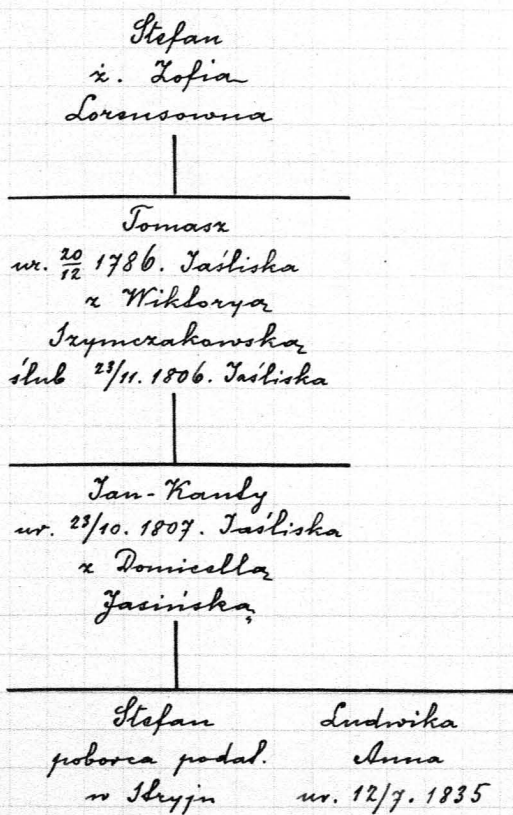 Stefan
ż. Zofia
Lorensowna
Tomasz
ur. 20/12 1786. Jaśliska
z Wiktoryą
Szymczakowską
ślub 23/11. 1806. Jaśliska
Jan-Kanty
ur. 23/10. 1807. Jaśliska
z Domicellą
Jasińską
Stefan
poborca podat.
w Stryju
Ludwika
Anna
ur. 12/7. 1835